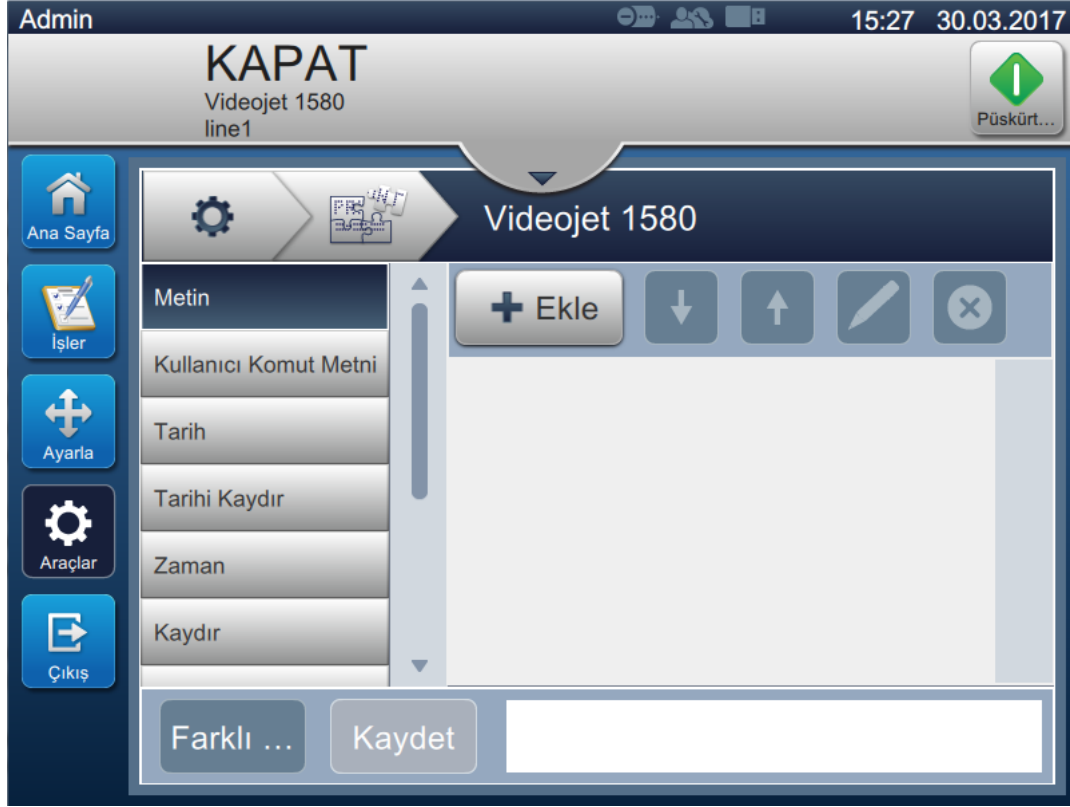 Admin 15:27 30.03.2017
KAPAT
Videojet 1580
line1
Püskürt...
Ana Sayfa
İşler
Ayarla
Araçlar
Çıkış
Videojet 1580
Metin
Kullanıcı Komut Metni
Tarih
Tarihi Kaydır
Zaman
Kaydır
Ekle
Farklı ...
Kaydet